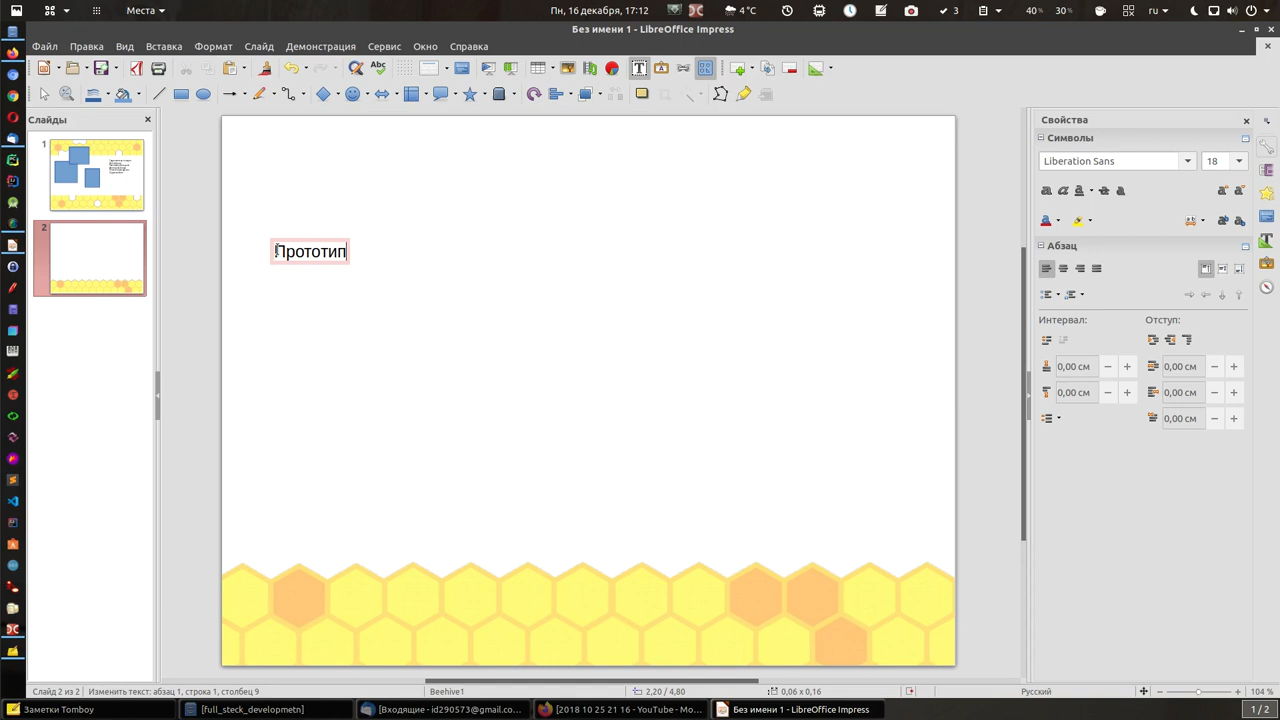 Места
Пн, 16 декабря, 17:12
4°C
3
40%
30%
ru
Без имени 1 - LibreOffice Impress
Файл Правка Вид Вставка Формат Слайд Демонстрация Сервис Окно Справка
Слайды
Свойства
1
Символы
Liberation Sans 18
2
Прототип
Абзац
Интервал: Отступ:
0,00 см 0,00 см
0,00 см 0,00 см
0,00 см
Слайд 2 из 2 Изменить текст: абзац 1, строка 1, столбец 9 Beehive1 2,20 / 4,80 0,06 x 0,16 Русский 104 %
Заметки Tomboy [full_steck_developmetn] [Входящие - id290573@gmail.co... [2018 10 25 21 16 - YouTube - Mo... Без имени 1 - LibreOffice Impress 1 / 2